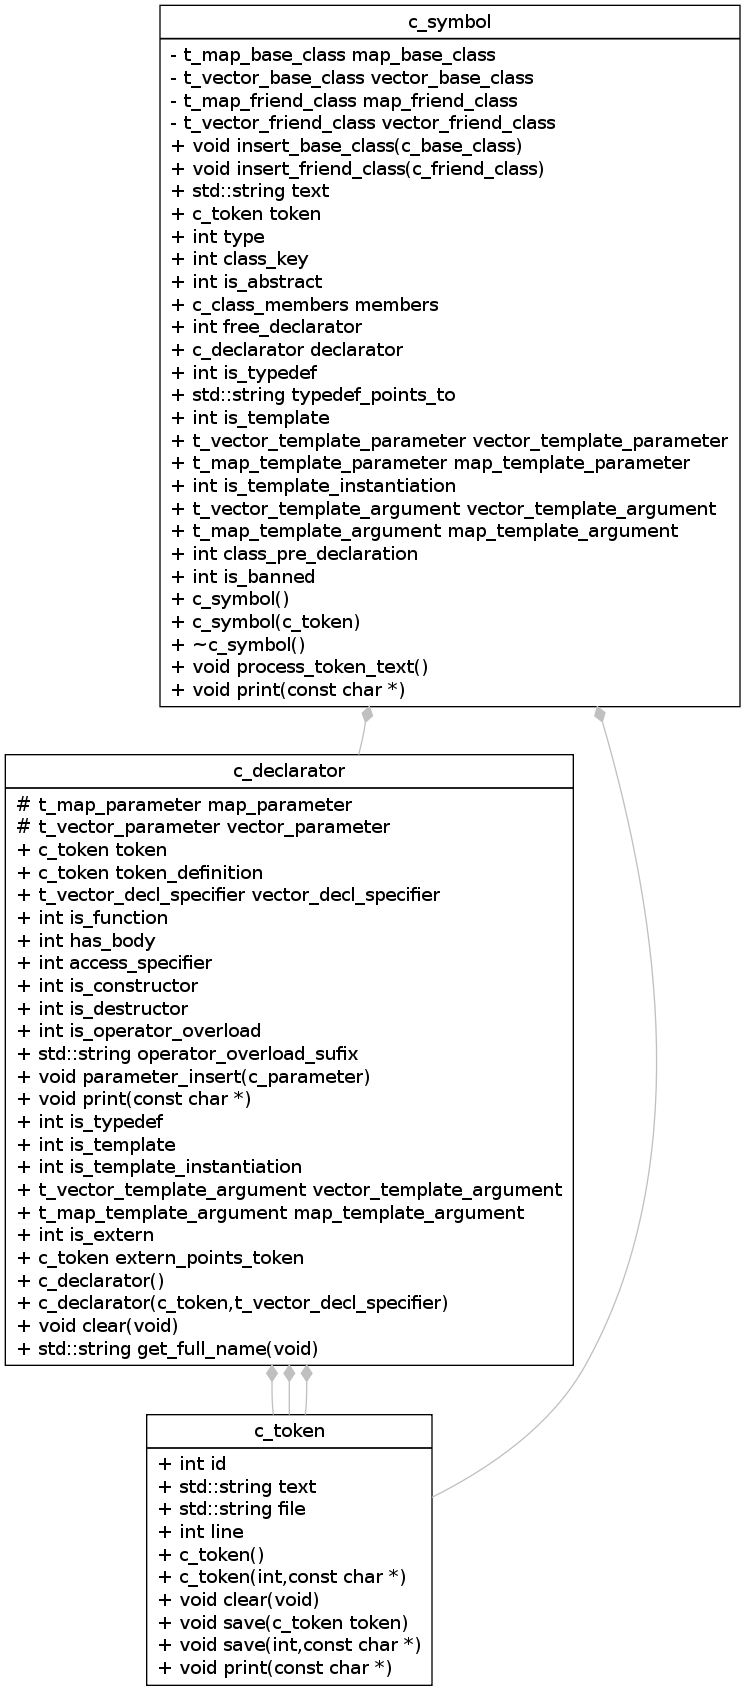 c_symbol
- t_map_base_class map_base_class
- t_vector_base_class vector_base_class
- t_map_friend_class map_friend_class
- t_vector_friend_class vector_friend_class
+ void insert_base_class(c_base_class)
+ void insert_friend_class(c_friend_class)
+ std::string text
+ c_token token
+ int type
+ int class_key
+ int is_abstract
+ c_class_members members
+ int free_declarator
+ c_declarator declarator
+ int is_typedef
+ std::string typedef_points_to
+ int is_template
+ t_vector_template_parameter vector_template_parameter
+ t_map_template_parameter map_template_parameter
+ int is_template_instantiation
+ t_vector_template_argument vector_template_argument
+ t_map_template_argument map_template_argument
+ int class_pre_declaration
+ int is_banned
+ c_symbol()
+ c_symbol(c_token)
+ ~c_symbol()
+ void process_token_text()
+ void print(const char *)
c_declarator
# t_map_parameter map_parameter
# t_vector_parameter vector_parameter
+ c_token token
+ c_token token_definition
+ t_vector_decl_specifier vector_decl_specifier
+ int is_function
+ int has_body
+ int access_specifier
+ int is_constructor
+ int is_destructor
+ int is_operator_overload
+ std::string operator_overload_sufix
+ void parameter_insert(c_parameter)
+ void print(const char *)
+ int is_typedef
+ int is_template
+ int is_template_instantiation
+ t_vector_template_argument vector_template_argument
+ t_map_template_argument map_template_argument
+ int is_extern
+ c_token extern_points_token
+ c_declarator()
+ c_declarator(c_token,t_vector_decl_specifier)
+ void clear(void)
+ std::string get_full_name(void)
c_token
+ int id
+ std::string text
+ std::string file
+ int line
+ c_token()
+ c_token(int,const char *)
+ void clear(void)
+ void save(c_token token)
+ void save(int,const char *)
+ void print(const char *)